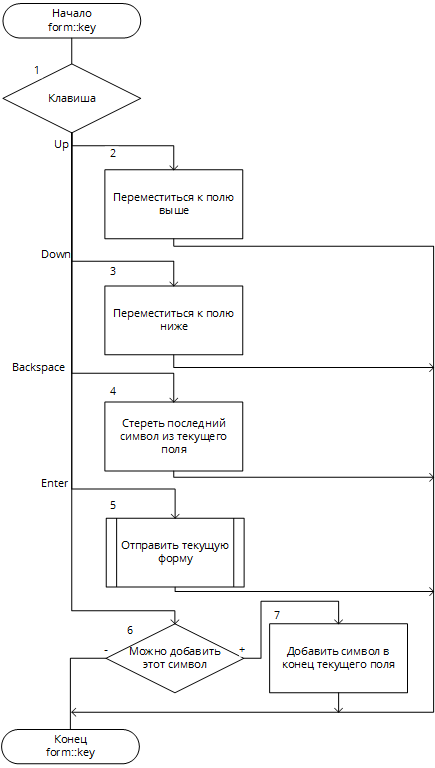 Начало
form::key
1
Клавиша
Up
2
Переместиться к полю
выше
Down
3
Переместиться к полю
ниже
Backspace
4
Стереть последний
символ из текущего
поля
Enter
5
Отправить текущую
форму
6
-
Можно добавить
этот символ
+
7
Добавить символ в
конец текущего поля
Конец
form::key